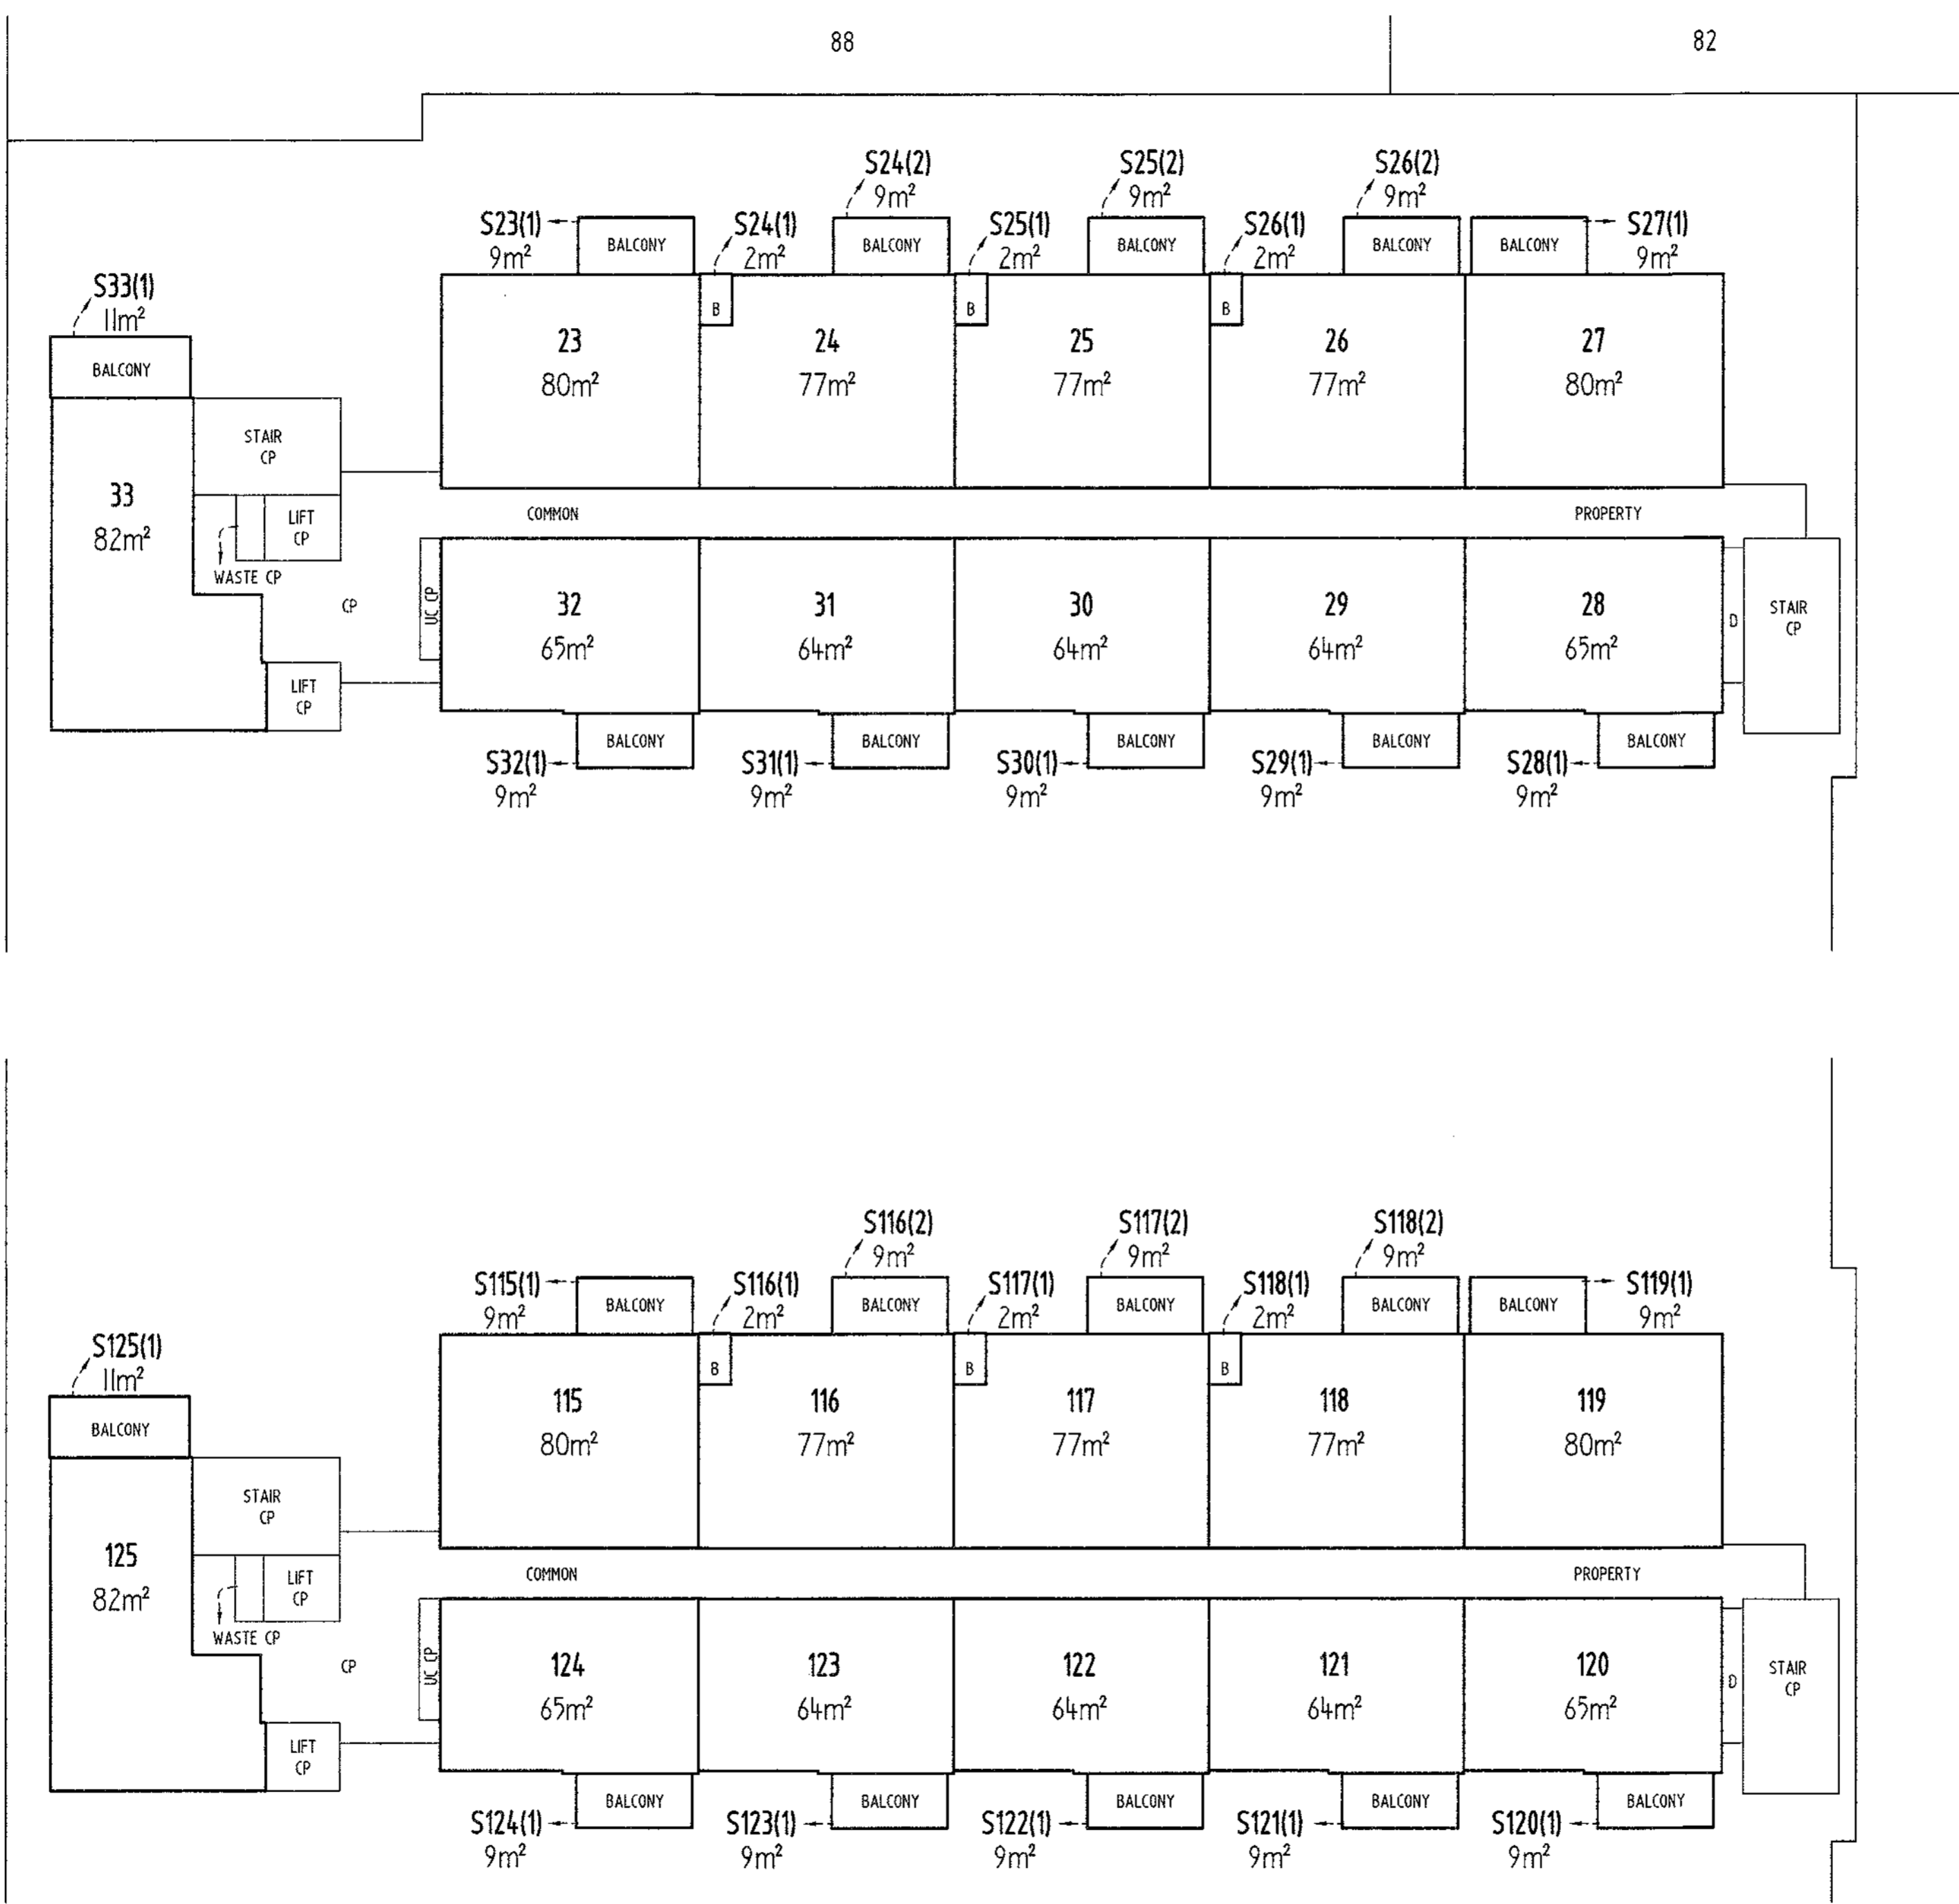 88
82
S24(2)
9m²
S25(2)
9m²
S26(2)
9m²
S23(1)
9m²
BALCONY
S24(1)
2m²
BALCONY
S25(1)
2m²
BALCONY
S26(1)
2m²
BALCONY
BALCONY
S27(1)
9m²
S33(1)
11m²
BALCONY
B
B
B
23
80m²
24
77m²
25
77m²
26
77m²
27
80m²
STAIR
CP
33
82m²
LIFT
CP
WASTE CP
COMMON
PROPERTY
CP
UC CP
32
65m²
31
64m²
30
64m²
29
64m²
28
65m²
D
STAIR
CP
LIFT
CP
BALCONY
BALCONY
BALCONY
BALCONY
BALCONY
S32(1)
9m²
S31(1)
9m²
S30(1)
9m²
S29(1)
9m²
S28(1)
9m²
S116(2)
9m²
S117(2)
9m²
S118(2)
9m²
S115(1)
9m²
BALCONY
S116(1)
2m²
BALCONY
S117(1)
2m²
BALCONY
S118(1)
2m²
BALCONY
BALCONY
S119(1)
9m²
S125(1)
11m²
BALCONY
B
B
B
115
80m²
116
77m²
117
77m²
118
77m²
119
80m²
STAIR
CP
125
82m²
LIFT
CP
WASTE CP
COMMON
PROPERTY
CP
UC CP
124
65m²
123
64m²
122
64m²
121
64m²
120
65m²
D
STAIR
CP
LIFT
CP
BALCONY
BALCONY
BALCONY
BALCONY
BALCONY
S124(1)
9m²
S123(1)
9m²
S122(1)
9m²
S121(1)
9m²
S120(1)
9m²